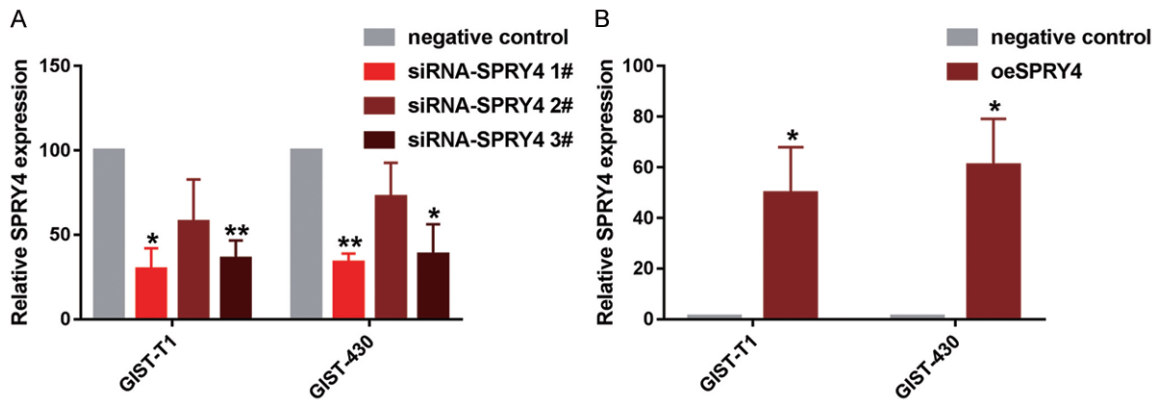 A
negative control
siRNA-SPRY4 1#
siRNA-SPRY4 2#
siRNA-SPRY4 3#
Relative SPRY4 expression
150
100
50
0
*
**
**
*
GIST-T1
GIST-430
B
negative control
oeSPRY4
Relative SPRY4 expression
100
80
60
40
20
0
*
*
GIST-T1
GIST-430